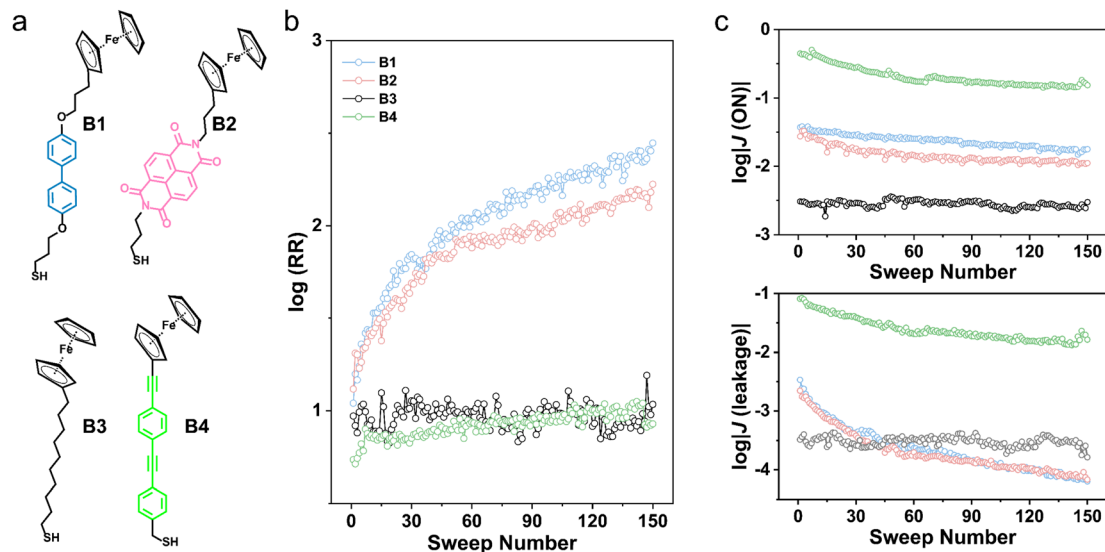 a
Fe
O
B1
O
SH
Fe
B2
O
N
O
O
N
O
SH
Fe
B3
SH
Fe
B4
SH
b
3
2
1
log (RR)
B1
B2
B3
B4
0 30 60 90 120 150
Sweep Number
c
0
-1
-2
-3
log|J (ON)|
0 30 60 90 120 150
Sweep Number
-1
-2
-3
-4
log|J (leakage)|
0 30 60 90 120 150
Sweep Number